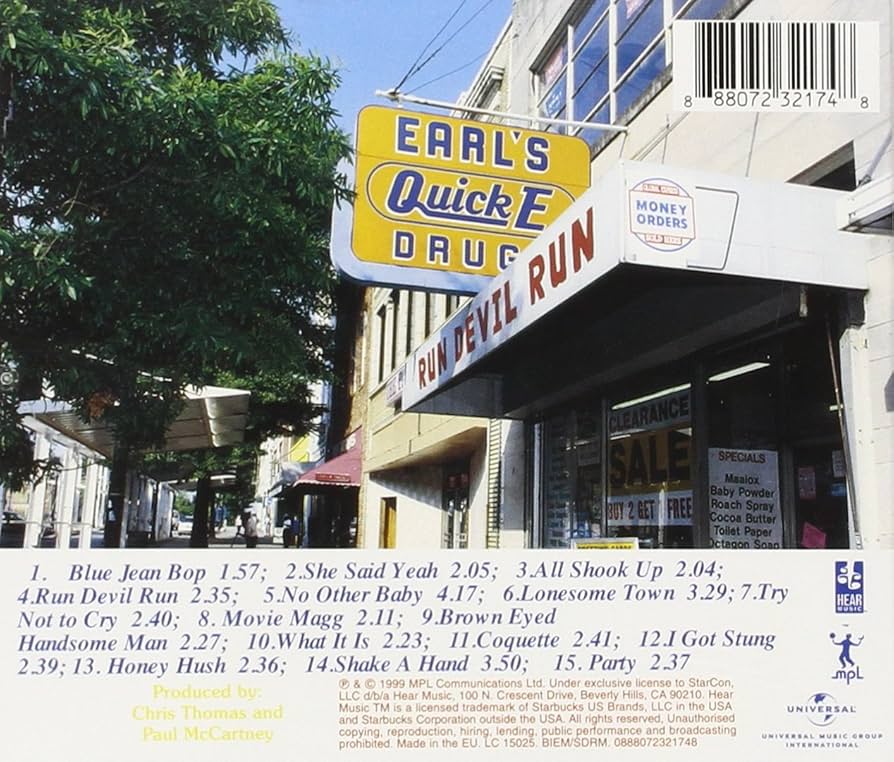 8 88072 32174 8
EARL'S
Quick E
DRUG
RUN DEVIL RUN
MONEY
ORDERS
CLEARANCE
SALE
BUY 2 GET FREE
SPECIALS
Maalox
Baby Powder
Roach Spray
Cocoa Butter
Toilet Paper
Octagon Soap
1. Blue Jean Bop 1.57; 2.She Said Yeah 2.05; 3.All Shook Up 2.04;
4.Run Devil Run 2.35; 5.No Other Baby 4.17; 6.Lonesome Town 3.29; 7.Try
Not to Cry 2.40; 8. Movie Magg 2.11; 9.Brown Eyed
Handsome Man 2.27; 10.What It Is 2.23; 11.Coquette 2.41; 12.I Got Stung
2.39; 13. Honey Hush 2.36; 14.Shake A Hand 3.50; 15. Party 2.37
Produced by:
Chris Thomas and
Paul McCartney
℗ & © 1999 MPL Communications Ltd. Under exclusive license to StarCon,
LLC d/b/a Hear Music, 100 N. Crescent Drive, Beverly Hills, CA 90210. Hear
Music TM is a licensed trademark of Starbucks US Brands, LLC in the USA
and Starbucks Corporation outside the USA. All rights reserved, Unauthorised
copying, reproduction, hiring, lending, public performance and broadcasting
prohibited. Made in the EU. LC 15025. BIEM/SDRM. 0888072321748
HEAR
MUSIC
MPL
UNIVERSAL
UNIVERSAL MUSIC GROUP
INTERNATIONAL